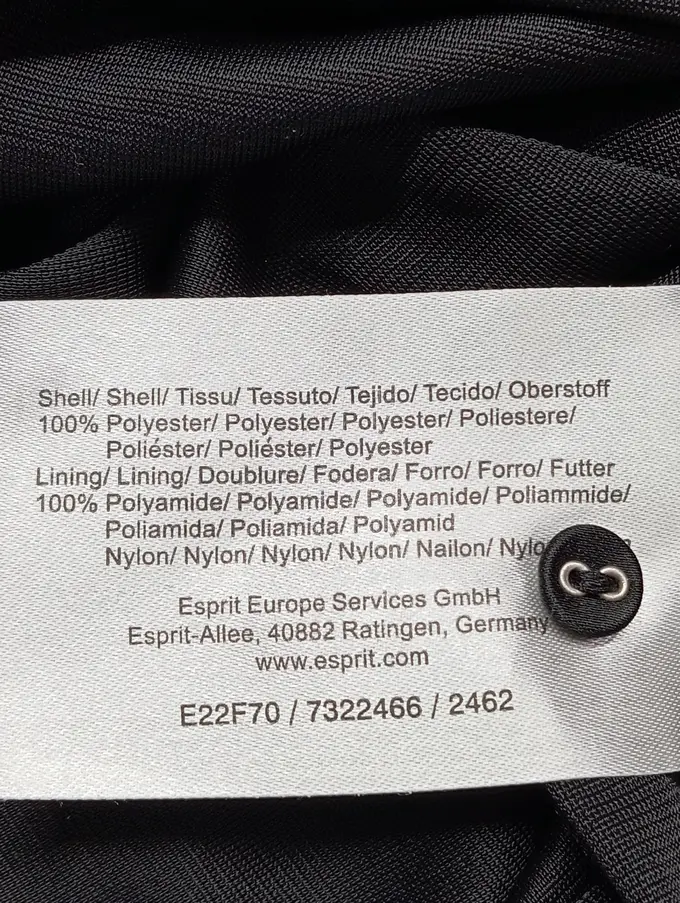 Shell/ Shell/ Tissu/ Tessuto/ Tejido/ Tecido/ Oberstoff
100% Polyester/ Polyester/ Polyester/ Poliestere/
Poliéster/ Poliéster/ Polyester
Lining/ Lining/ Doublure/ Fodera/ Forro/ Forro/ Futter
100% Polyamide/ Polyamide/ Polyamide/ Poliammide/
Poliamida/ Poliamida/ Polyamid
Nylon/ Nylon/ Nylon/ Nylon/ Nailon/
Esprit Europe Services GmbH
Esprit-Allee, 40882 Ratingen, Germany
www.esprit.com
E22F70 / 7322466 / 2462